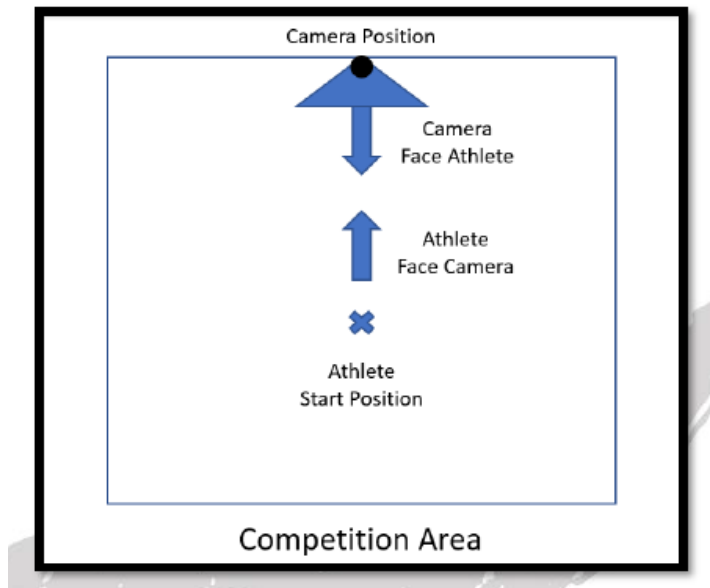 Camera Position
Camera
Face Athlete
Athlete
Face Camera
Athlete
Start Position
Competition Area